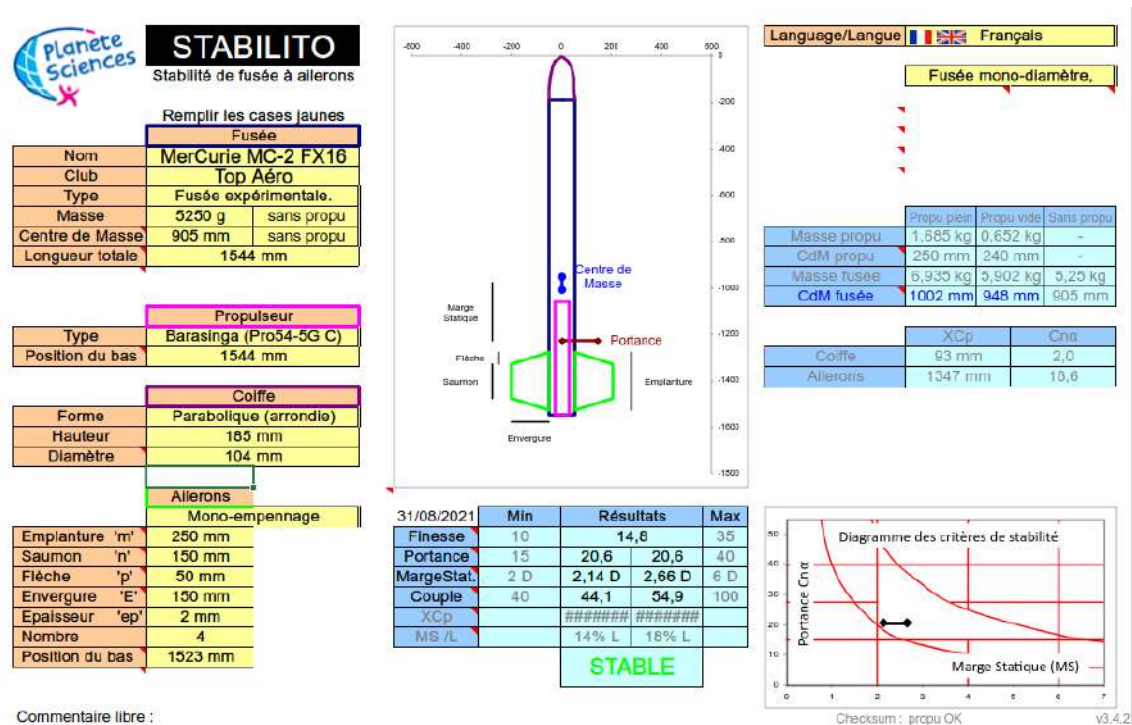 Planète Sciences
STABILITO
Stabilité de fusée à ailerons
Remplir les cases jaunes
Fusée
Nom MerCurie MC-2 FX16
Club Top Aéro
Type Fusée expérimentale.
Masse 5250 g sans propu
Centre de Masse 905 mm sans propu
Longueur totale 1544 mm
Propulseur
Type Barasinga (Pro54-5G C)
Position du bas 1544 mm
Coiffe
Forme Parabolique (arrondie)
Hauteur 185 mm
Diamètre 104 mm
Ailerons
Mono-empennage
Emplanture 'm' 250 mm
Saumon 'n' 150 mm
Flèche 'p' 50 mm
Envergure 'E' 150 mm
Epaisseur 'ep' 2 mm
Nombre 4
Position du bas 1523 mm
Commentaire libre :
-600 -400 -200 0 200 400 600
0
-200
-400
-600
-800
-1000
-1200
-1400
-1600
-1800
Centre de Masse
Marge Statique
Portance
Flèche
Saumon
Emplanture
Envergure
31/08/2021 Min Résultats Max
Finesse 10 14,8 35
Portance 15 20,6 20,6 40
MargeStat. 2 D 2,14 D 2,66 D 6 D
Couple 40 44,1 54,9 100
XCp ####### #######
MS /L 14% L 18% L
STABLE
Language/Langue Français
Fusée mono-diamètre,
Propu plein Propu vide Sans propu
Masse propu 1,685 kg 0,652 kg -
CdM propu 250 mm 240 mm -
Masse fusée 6,935 kg 5,902 kg 5,25 kg
CdM fusée 1002 mm 948 mm 905 mm
XCp Cnα
Coiffe 93 mm 2,0
Ailerons 1347 mm 18,6
Diagramme des critères de stabilité
Portance Cnα
50
40
30
20
10
0
0 1 2 3 4 5 6 7
Marge Statique (MS)
Checksum : propu OK
v3.4.2